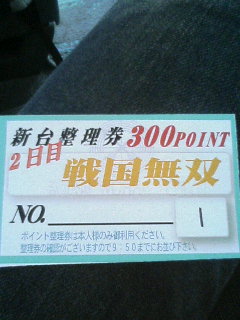 新台整理券 300POINT
2日目
戦国無双
NO. 1
ポイント整理券は本人様のみ御利用ください。
整理券の確認がございますので9:50までにお並び下さい。